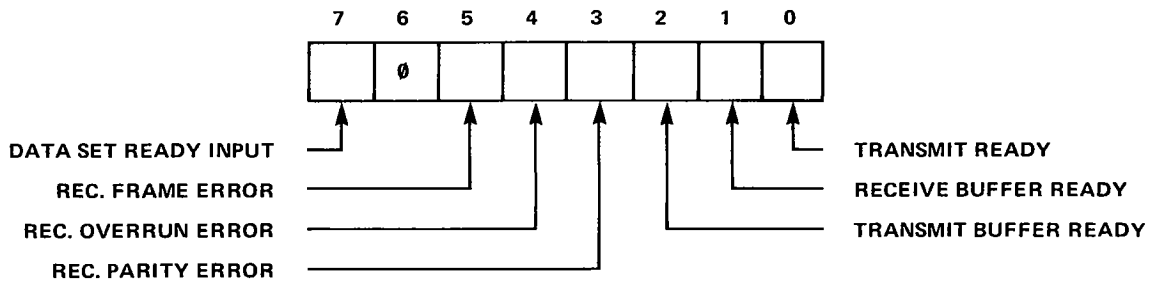 7 6 5 4 3 2 1 0
Ø
DATA SET READY INPUT
REC. FRAME ERROR
REC. OVERRUN ERROR
REC. PARITY ERROR
TRANSMIT READY
RECEIVE BUFFER READY
TRANSMIT BUFFER READY